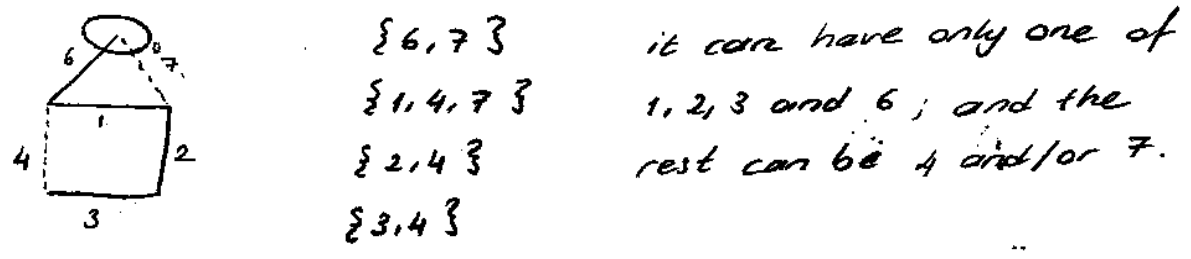 {6,7} it can have only one of
{1,4,7} 1,2,3 and 6; and the
{2,4} rest can be 4 and/or 7.
{3,4}
6
7
1
4
2
3